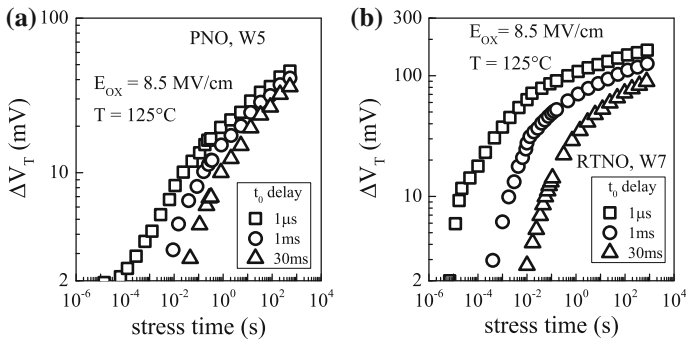 (a)
PNO, W5
E_OX = 8.5 MV/cm
T = 125°C
t_0 delay
1μs
1ms
30ms
100
10
2
ΔV_T (mV)
10^-6 10^-4 10^-2 10^0 10^2 10^4
stress time (s)
(b)
E_OX = 8.5 MV/cm
T = 125°C
RTNO, W7
t_0 delay
1μs
1ms
30ms
300
100
10
2
ΔV_T (mV)
10^-6 10^-4 10^-2 10^0 10^2 10^4
stress time (s)